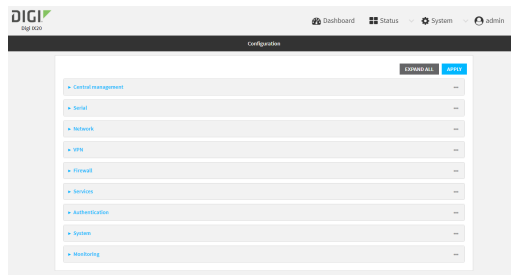 DIGI
Digi IX20
Dashboard
Status
System
admin
Configuration
EXPAND ALL
APPLY
Central management
Serial
Network
VPN
Firewall
Services
Authentication
System
Monitoring